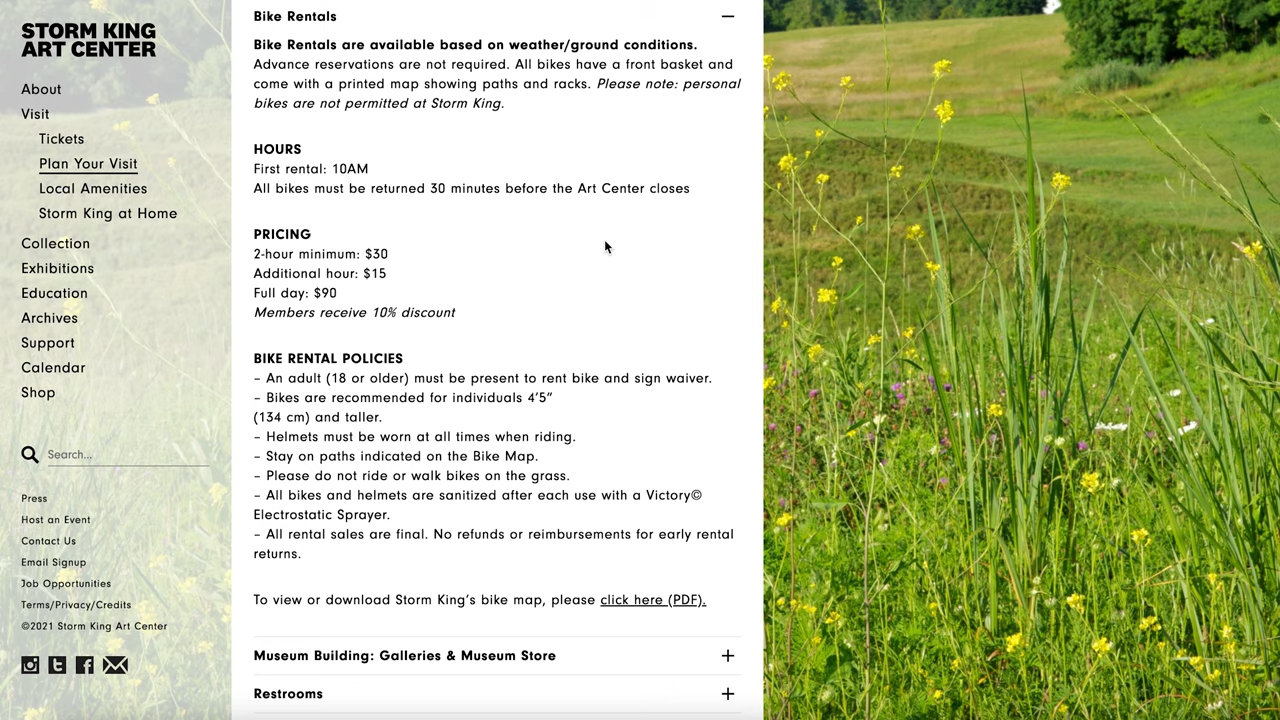 STORM KING
ART CENTER
About
Visit
Tickets
Plan Your Visit
Local Amenities
Storm King at Home
Collection
Exhibitions
Education
Archives
Support
Calendar
Shop
Search...
Press
Host an Event
Contact Us
Email Signup
Job Opportunities
Terms/Privacy/Credits
©2021 Storm King Art Center
Bike Rentals
Bike Rentals are available based on weather/ground conditions.
Advance reservations are not required. All bikes have a front basket and
come with a printed map showing paths and racks. Please note: personal
bikes are not permitted at Storm King.
HOURS
First rental: 10AM
All bikes must be returned 30 minutes before the Art Center closes
PRICING
2-hour minimum: $30
Additional hour: $15
Full day: $90
Members receive 10% discount
BIKE RENTAL POLICIES
– An adult (18 or older) must be present to rent bike and sign waiver.
– Bikes are recommended for individuals 4’5”
(134 cm) and taller.
– Helmets must be worn at all times when riding.
– Stay on paths indicated on the Bike Map.
– Please do not ride or walk bikes on the grass.
– All bikes and helmets are sanitized after each use with a Victory©
Electrostatic Sprayer.
– All rental sales are final. No refunds or reimbursements for early rental
returns.
To view or download Storm King’s bike map, please click here (PDF).
Museum Building: Galleries & Museum Store
Restrooms